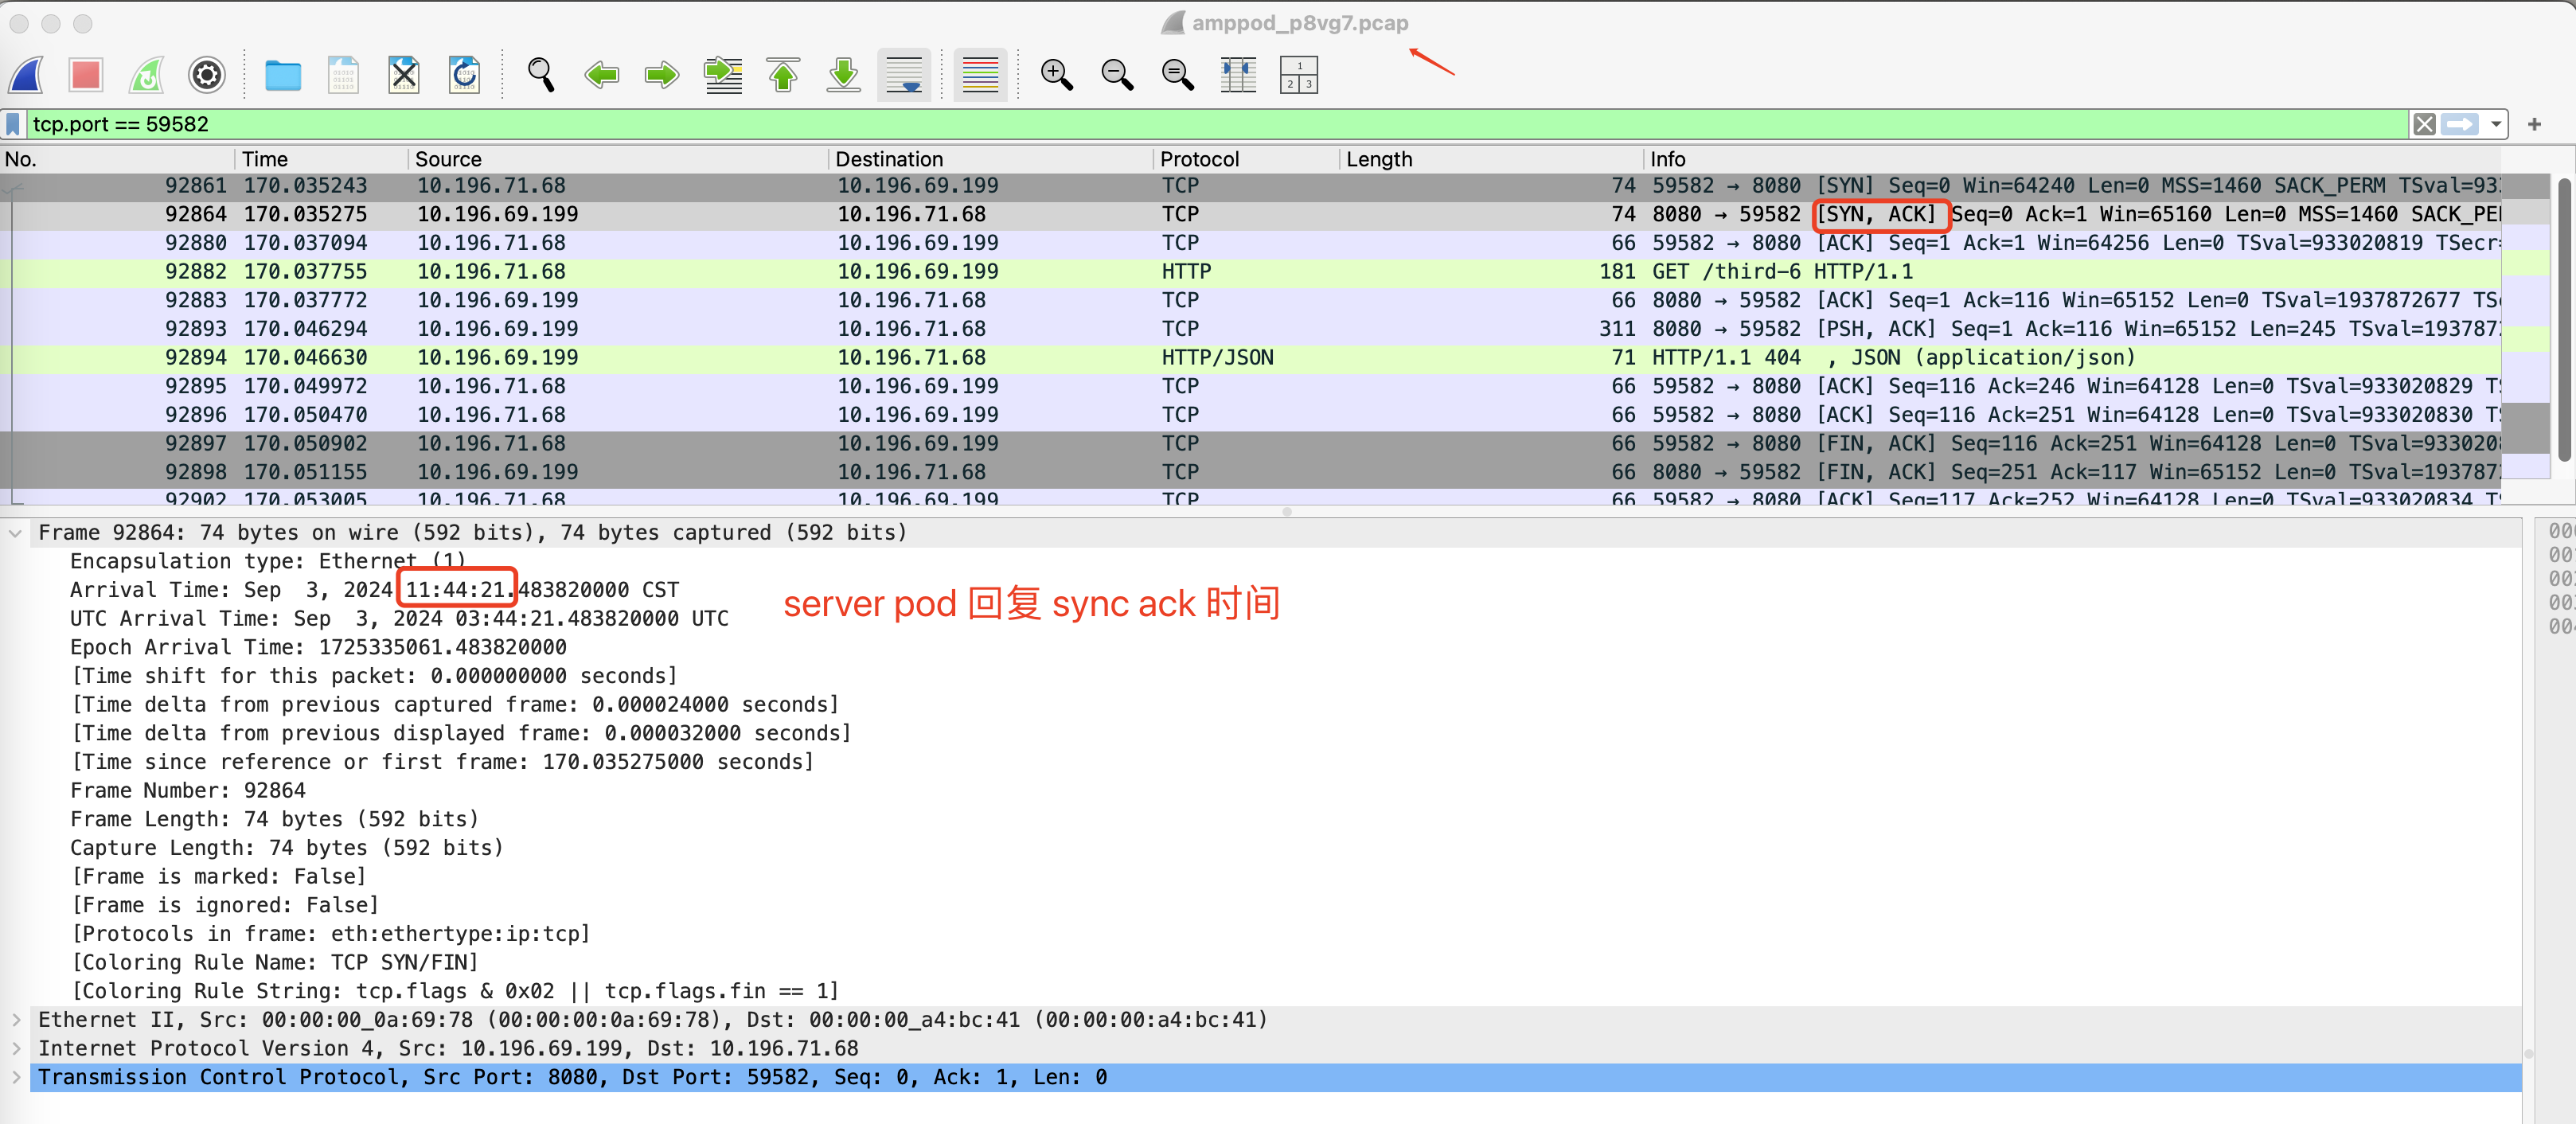 amppod_p8vg7.pcap
tcp.port == 59582
No. Time Source Destination Protocol Length Info
92861 170.035243 10.196.71.68 10.196.69.199 TCP 74 59582 → 8080 [SYN] Seq=0 Win=64240 Len=0 MSS=1460 SACK_PERM TSval=93
92864 170.035275 10.196.69.199 10.196.71.68 TCP 74 8080 → 59582 [SYN, ACK] Seq=0 Ack=1 Win=65160 Len=0 MSS=1460 SACK_PE
92880 170.037094 10.196.71.68 10.196.69.199 TCP 66 59582 → 8080 [ACK] Seq=1 Ack=1 Win=64256 Len=0 TSval=933020819 TSecr=
92882 170.037755 10.196.71.68 10.196.69.199 HTTP 181 GET /third-6 HTTP/1.1
92883 170.037772 10.196.69.199 10.196.71.68 TCP 66 8080 → 59582 [ACK] Seq=1 Ack=116 Win=65152 Len=0 TSval=1937872677 TS
92893 170.046294 10.196.69.199 10.196.71.68 TCP 311 8080 → 59582 [PSH, ACK] Seq=1 Ack=116 Win=65152 Len=245 TSval=193787
92894 170.046630 10.196.69.199 10.196.71.68 HTTP/JSON 71 HTTP/1.1 404 , JSON (application/json)
92895 170.049972 10.196.71.68 10.196.69.199 TCP 66 59582 → 8080 [ACK] Seq=116 Ack=246 Win=64128 Len=0 TSval=933020829 T
92896 170.050470 10.196.71.68 10.196.69.199 TCP 66 59582 → 8080 [ACK] Seq=116 Ack=251 Win=64128 Len=0 TSval=933020830 T
92897 170.050902 10.196.71.68 10.196.69.199 TCP 66 59582 → 8080 [FIN, ACK] Seq=116 Ack=251 Win=64128 Len=0 TSval=933020
92898 170.051155 10.196.69.199 10.196.71.68 TCP 66 8080 → 59582 [FIN, ACK] Seq=251 Ack=117 Win=65152 Len=0 TSval=193787
92902 170.053005 10.196.71.68 10.196.69.199 TCP 66 59582 → 8080 [ACK] Seq=117 Ack=252 Win=64128 Len=0 TSval=933020834 T
Frame 92864: 74 bytes on wire (592 bits), 74 bytes captured (592 bits)
Encapsulation type: Ethernet (1)
Arrival Time: Sep  3, 2024 11:44:21.483820000 CST
server pod 回复 sync ack 时间
UTC Arrival Time: Sep  3, 2024 03:44:21.483820000 UTC
Epoch Arrival Time: 1725335061.483820000
[Time shift for this packet: 0.000000000 seconds]
[Time delta from previous captured frame: 0.000024000 seconds]
[Time delta from previous displayed frame: 0.000032000 seconds]
[Time since reference or first frame: 170.035275000 seconds]
Frame Number: 92864
Frame Length: 74 bytes (592 bits)
Capture Length: 74 bytes (592 bits)
[Frame is marked: False]
[Frame is ignored: False]
[Protocols in frame: eth:ethertype:ip:tcp]
[Coloring Rule Name: TCP SYN/FIN]
[Coloring Rule String: tcp.flags & 0x02 || tcp.flags.fin == 1]
Ethernet II, Src: 00:00:00_0a:69:78 (00:00:00:0a:69:78), Dst: 00:00:00_a4:bc:41 (00:00:00:a4:bc:41)
Internet Protocol Version 4, Src: 10.196.69.199, Dst: 10.196.71.68
Transmission Control Protocol, Src Port: 8080, Dst Port: 59582, Seq: 0, Ack: 1, Len: 0